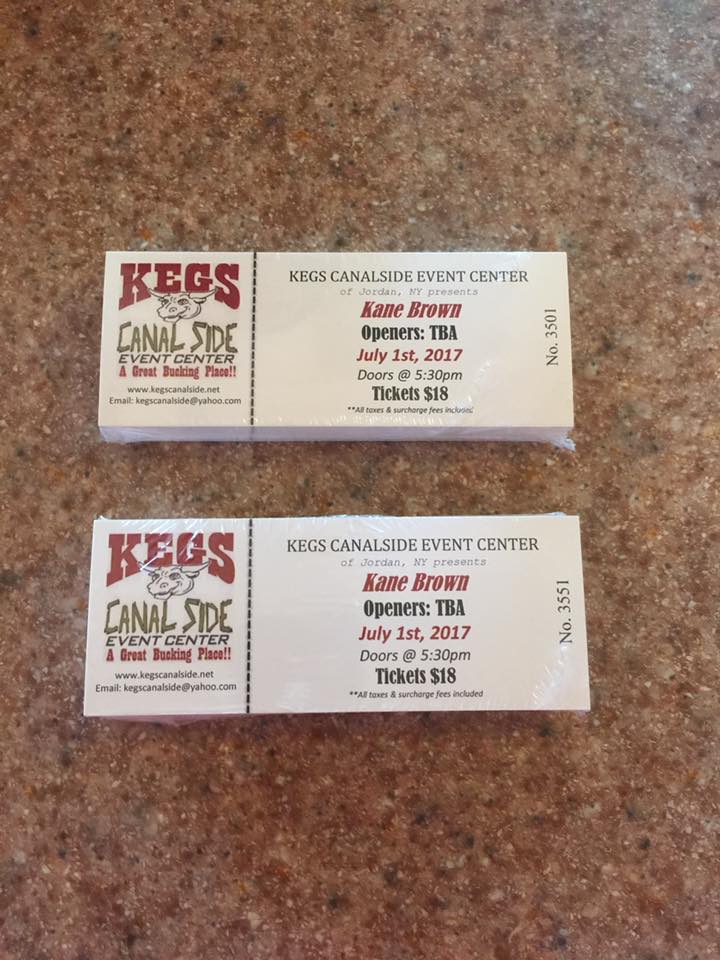 KEGS
CANAL SIDE
EVENT CENTER
A Great Bucking Place!!
www.kegscanalside.net
Email: kegscanalside@yahoo.com
KEGS CANALSIDE EVENT CENTER
of Jordan, NY presents
Kane Brown
Openers: TBA
July 1st, 2017
Doors @ 5:30pm
Tickets $18
**All taxes & surcharge fees included
No. 3501
KEGS
CANAL SIDE
EVENT CENTER
A Great Bucking Place!!
www.kegscanalside.net
Email: kegscanalside@yahoo.com
KEGS CANALSIDE EVENT CENTER
of Jordan, NY presents
Kane Brown
Openers: TBA
July 1st, 2017
Doors @ 5:30pm
Tickets $18
**All taxes & surcharge fees included
No. 3551